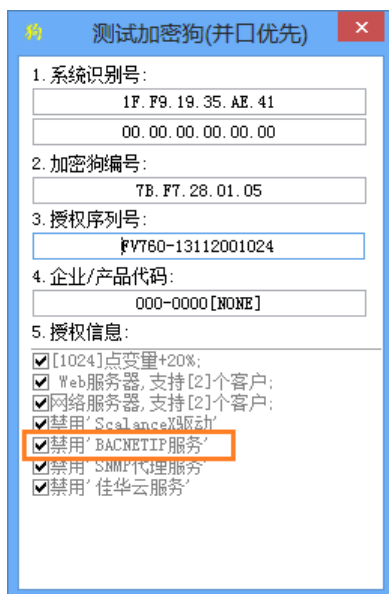 狗 测试加密狗(并口优先)
1.系统识别号:
1F.F9.19.35.AE.41
00.00.00.00.00.00
2.加密狗编号:
7B.F7.28.01.05
3.授权序列号:
FV760-13112001024
4.企业/产品代码:
000-0000[NONE]
5.授权信息:
[1024]点变量+20%;
Web服务器,支持[2]个客户;
网络服务器,支持[2]个客户;
禁用'ScalanceX驱动'
禁用'BACNETIP服务'
禁用'SNMP代理服务'
禁用'佳华云服务'